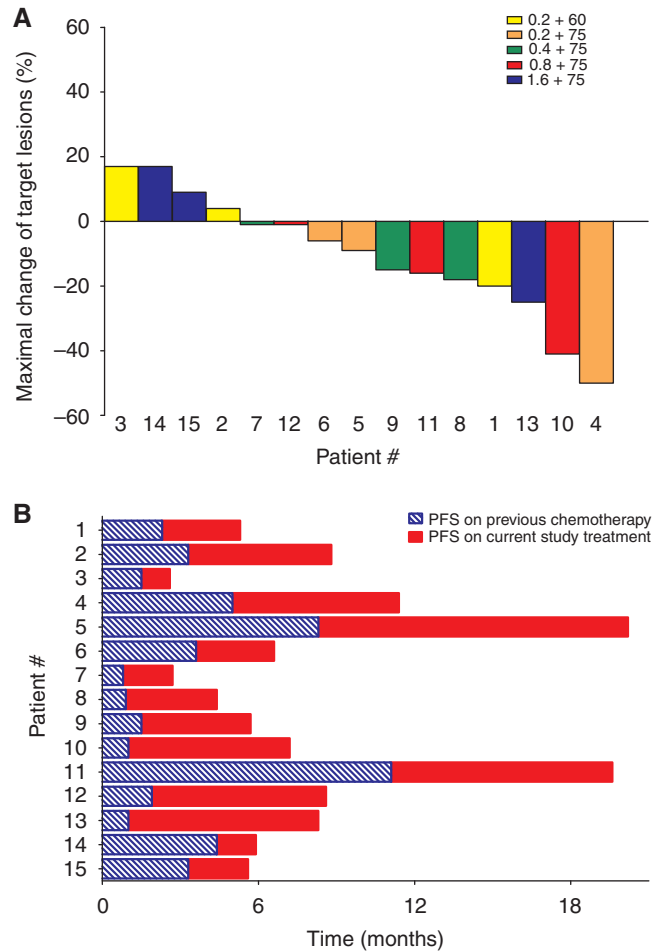 A
0.2 + 60
0.2 + 75
0.4 + 75
0.8 + 75
1.6 + 75
Maximal change of target lesions (%)
60
40
20
0
–20
–40
–60
3 14 15 2 7 12 6 5 9 11 8 1 13 10 4
Patient #
B
PFS on previous chemotherapy
PFS on current study treatment
Patient #
1
2
3
4
5
6
7
8
9
10
11
12
13
14
15
0 6 12 18
Time (months)